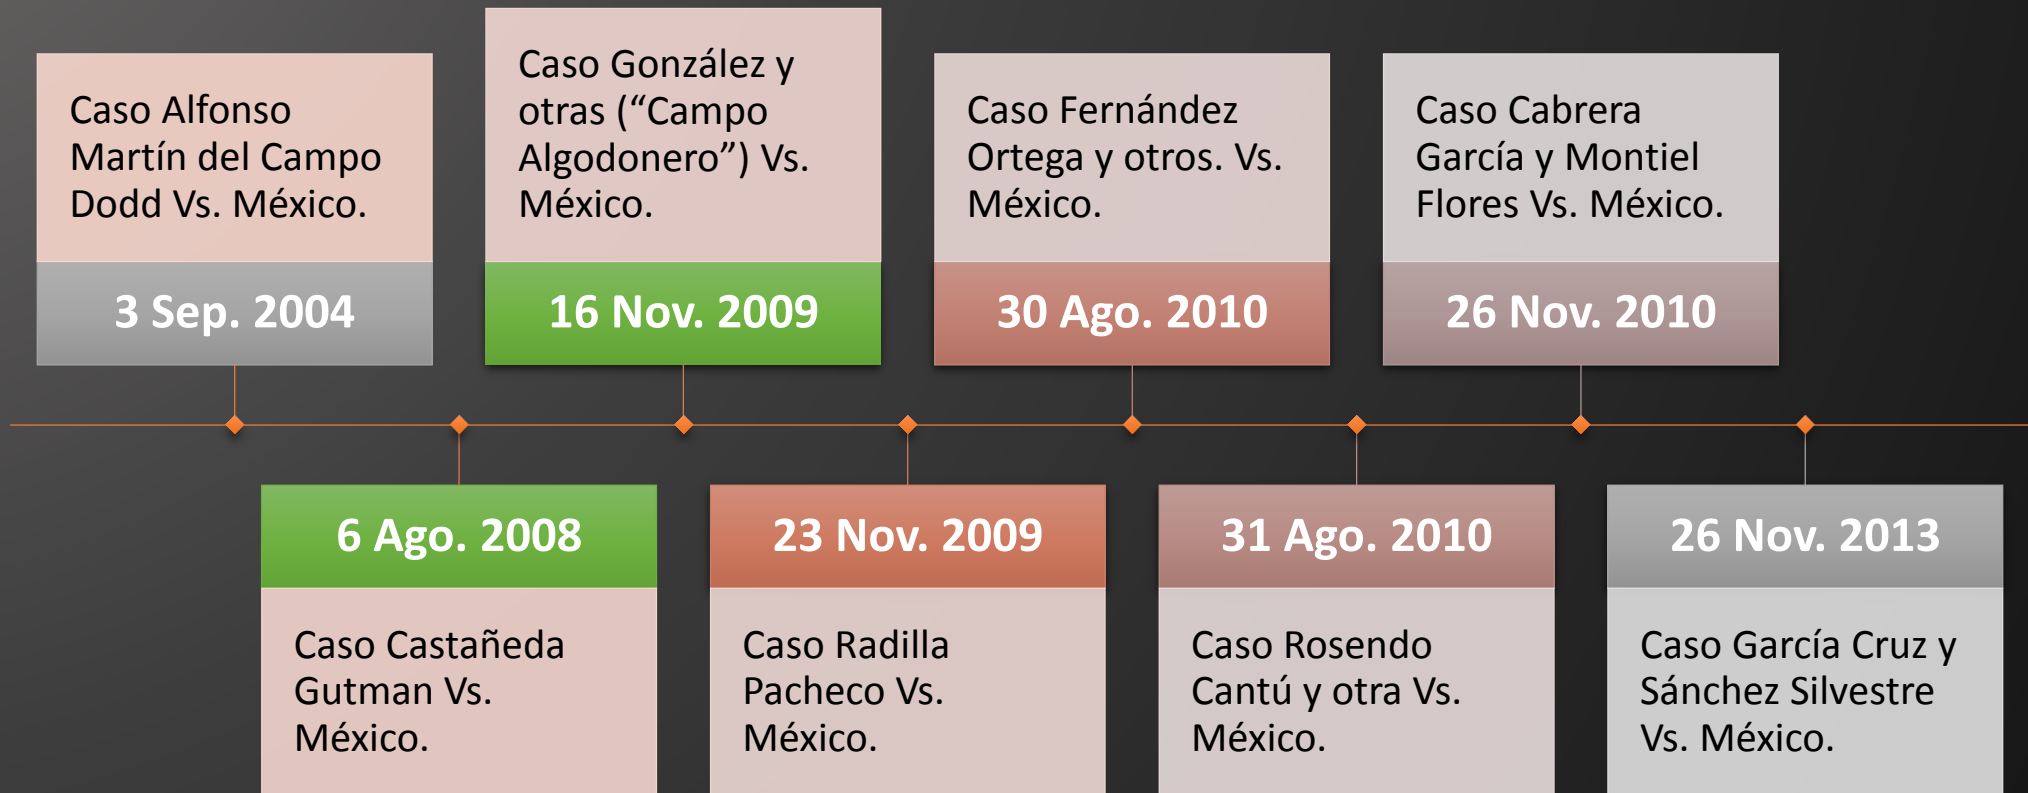 Caso Alfonso
Martín del Campo
Dodd Vs. México.
3 Sep. 2004
Caso González y
otras (“Campo
Algodonero”) Vs.
México.
16 Nov. 2009
Caso Fernández
Ortega y otros. Vs.
México.
30 Ago. 2010
Caso Cabrera
García y Montiel
Flores Vs. México.
26 Nov. 2010
6 Ago. 2008
Caso Castañeda
Gutman Vs.
México.
23 Nov. 2009
Caso Radilla
Pacheco Vs.
México.
31 Ago. 2010
Caso Rosendo
Cantú y otra Vs.
México.
26 Nov. 2013
Caso García Cruz y
Sánchez Silvestre
Vs. México.